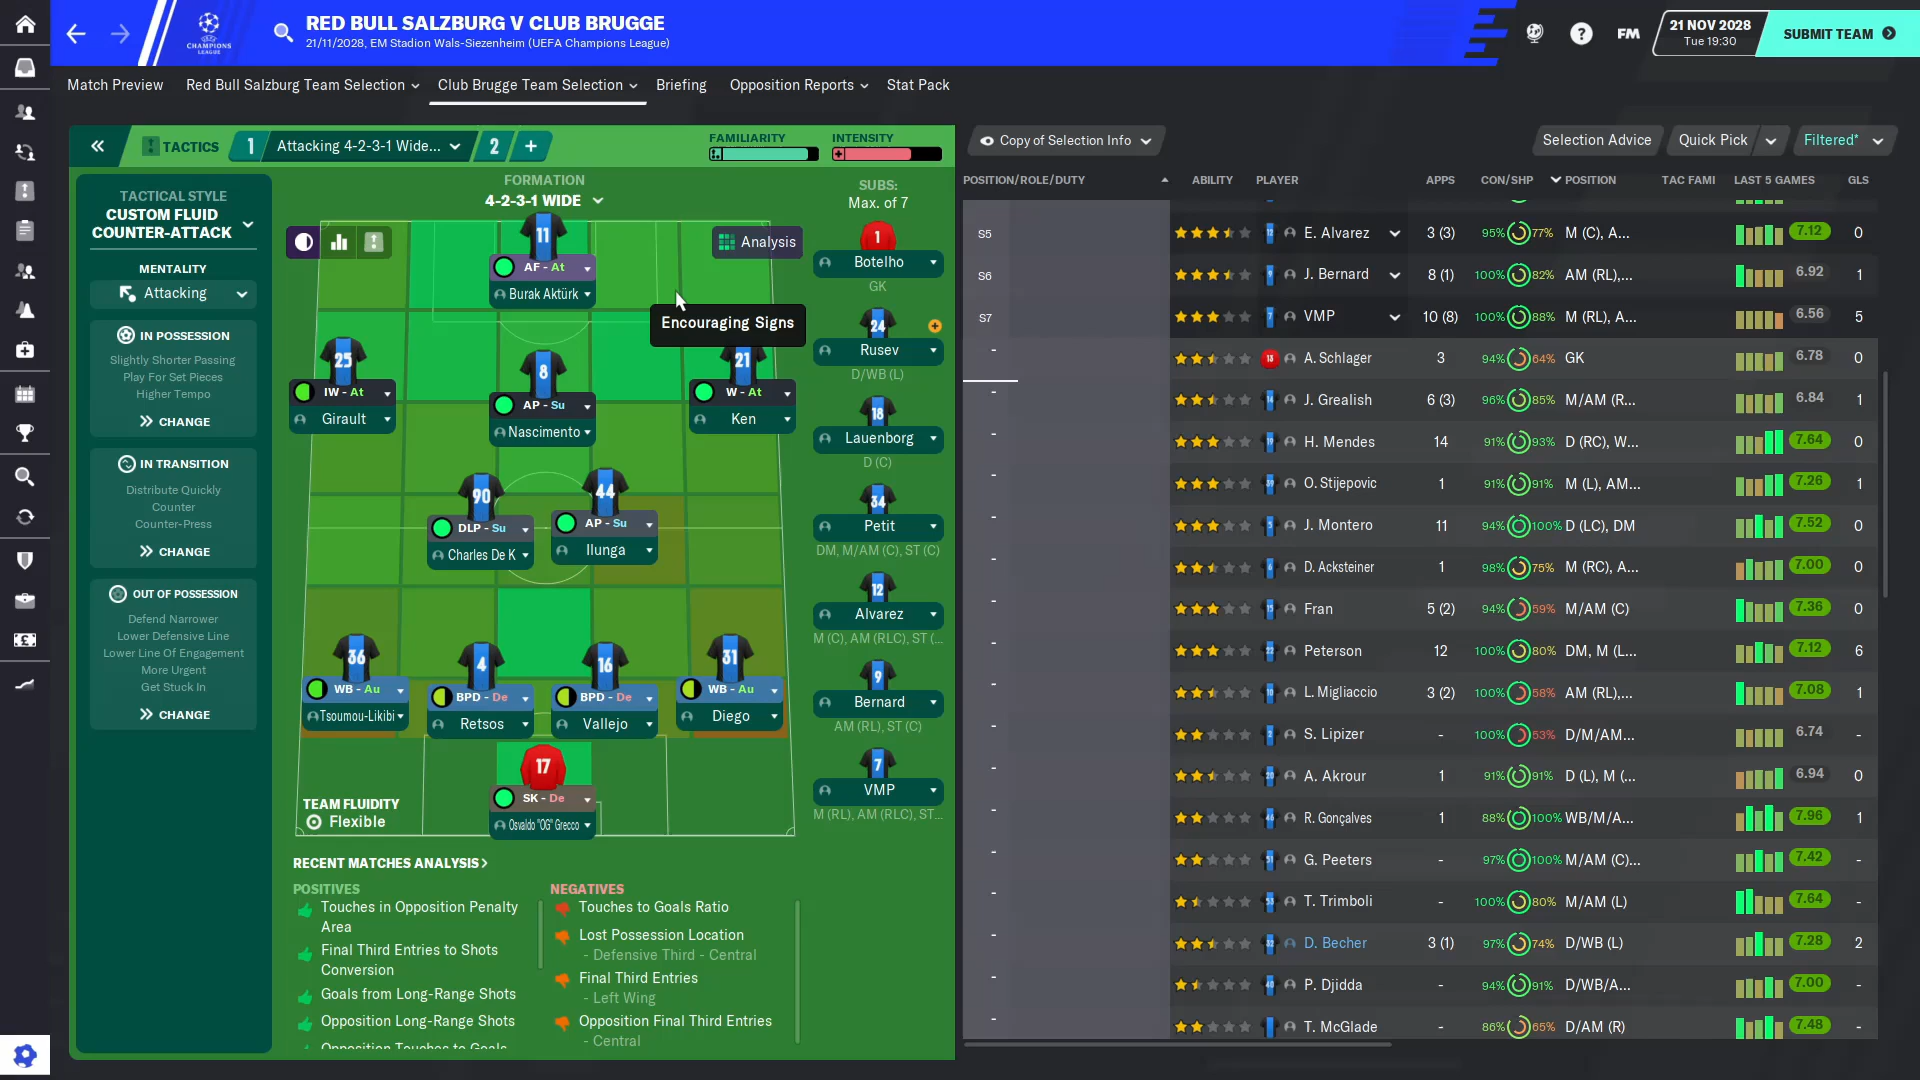 RED BULL SALZBURG V CLUB BRUGGE
21/11/2028, EM Stadion Wals-Siezenheim (UEFA Champions League)
CHAMPIONS LEAGUE
FM
21 NOV 2028
Tue 19:30
SUBMIT TEAM
Match Preview
Red Bull Salzburg Team Selection
Club Brugge Team Selection
Briefing
Opposition Reports
Stat Pack
TACTICS
1
Attacking 4-2-3-1 Wide...
2
+
FAMILIARITY
INTENSITY
TACTICAL STYLE
CUSTOM FLUID COUNTER-ATTACK
MENTALITY
Attacking
IN POSSESSION
Slightly Shorter Passing
Play For Set Pieces
Higher Tempo
CHANGE
IN TRANSITION
Distribute Quickly
Counter
Counter-Press
CHANGE
OUT OF POSSESSION
Defend Narrower
Lower Defensive Line
Lower Line Of Engagement
More Urgent
Get Stuck In
CHANGE
FORMATION
4-2-3-1 WIDE
Analysis
Encouraging Signs
11
AF - At
Burak Aktürk
25
IW - At
Girault
8
AP - Su
Nascimento
21
W - At
Ken
90
DLP - Su
Charles De K
44
AP - Su
Ilunga
36
WB - Au
Tsoumou-Likibi
4
BPD - De
Retsos
16
BPD - De
Vallejo
31
WB - Au
Diego
17
SK - De
Osvaldo "OG" Grecco
TEAM FLUIDITY
Flexible
SUBS:
Max. of 7
1
Botelho
GK
24
Rusev
D/WB (L)
18
Lauenborg
D (C)
34
Petit
DM, M/AM (C), ST (C)
12
Alvarez
M (C), AM (RLC), ST (...
9
Bernard
AM (RL), ST (C)
7
VMP
M (RL), AM (RLC), ST...
RECENT MATCHES ANALYSIS
POSITIVES
Touches in Opposition Penalty Area
Final Third Entries to Shots Conversion
Goals from Long-Range Shots
Opposition Long-Range Shots
Opposition Touches to Goals
NEGATIVES
Touches to Goals Ratio
Lost Possession Location
- Defensive Third - Central
Final Third Entries
- Left Wing
Opposition Final Third Entries
- Central
Copy of Selection Info
Selection Advice
Quick Pick
Filtered*
POSITION/ROLE/DUTY ABILITY PLAYER APPS CON/SHP POSITION TAC FAMI LAST 5 GAMES GLS
S5 E. Alvarez 3 (3) 95% 77% M (C), A... 7.12 0
S6 J. Bernard 8 (1) 100% 82% AM (RL),... 6.92 1
S7 VMP 10 (8) 100% 88% M (RL), A... 6.56 5
- A. Schlager 3 94% 64% GK 6.78 0
- J. Grealish 6 (3) 96% 85% M/AM (R... 6.84 1
- H. Mendes 14 91% 93% D (RC), W... 7.64 0
- O. Stijepovic 1 91% 91% M (L), AM... 7.26 1
- J. Montero 11 94% 100% D (LC), DM 7.52 0
- D. Acksteiner 1 98% 75% M (RC), A... 7.00 0
- Fran 5 (2) 94% 59% M/AM (C) 7.36 0
- Peterson 12 100% 80% DM, M (L... 7.12 6
- L. Migliaccio 3 (2) 100% 58% AM (RL),... 7.08 1
- S. Lipizer - 100% 53% D/M/AM... 6.74 -
- A. Akrour 1 91% 91% D (L), M (... 6.94 0
- R. Gonçalves 1 88% 100% WB/M/A... 7.96 1
- G. Peeters - 97% 100% M/AM (C)... 7.42 -
- T. Trimboli - 100% 80% M/AM (L) 7.64 -
- D. Becher 3 (1) 97% 74% D/WB (L) 7.28 2
- P. Djidda - 94% 91% D/WB/A... 7.00 -
- T. McGlade - 86% 65% D/AM (R) 7.48 -